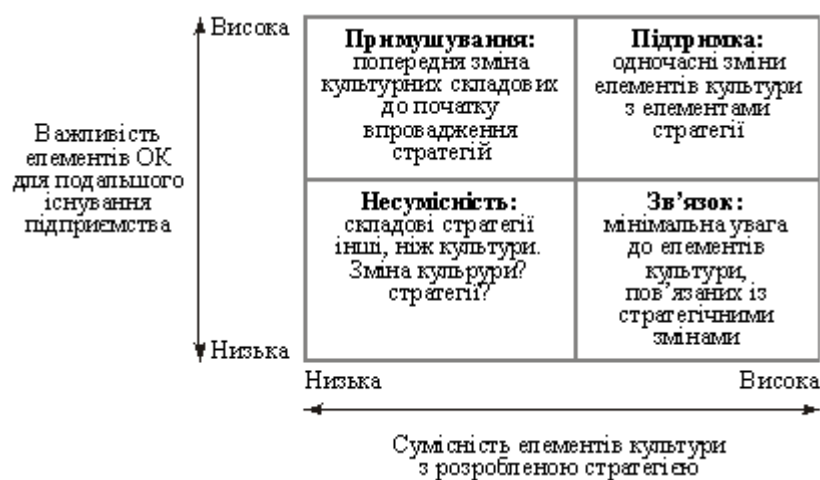 Висока
Примушування:
попередня зміна
культурних складових
до початку
впровадження
стратегій
Підтримка:
одночасні зміни
елементів культури
з елементами
стратегії
Важливість
елементів ОК
для подальшого
існування
підприємства
Несумісність:
складові стратегії
інші, ніж культури.
Зміна культрури?
стратегії?
Зв’язок:
мінімальна увага
до елементів
культури,
пов’язаних із
стратегічними
змінами
Низька
Низька
Висока
Сумісність елементів культури
з розробленою стратегією